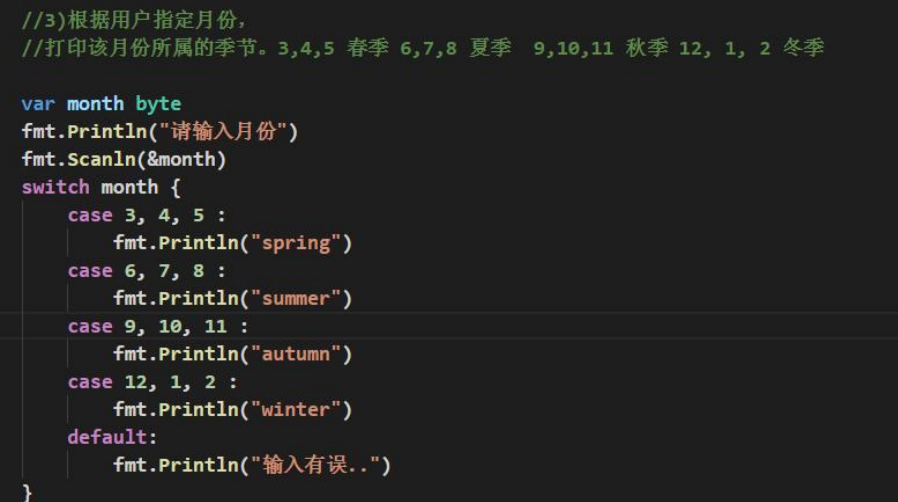 //3)根据用户指定月份，
//打印该月份所属的季节。3,4,5 春季 6,7,8 夏季  9,10,11 秋季 12, 1, 2 冬季
var month byte
fmt.Println("请输入月份")
fmt.Scanln(&month)
switch month {
case 3, 4, 5 :
fmt.Println("spring")
case 6, 7, 8 :
fmt.Println("summer")
case 9, 10, 11 :
fmt.Println("autumn")
case 12, 1, 2 :
fmt.Println("winter")
default:
fmt.Println("输入有误..")
}